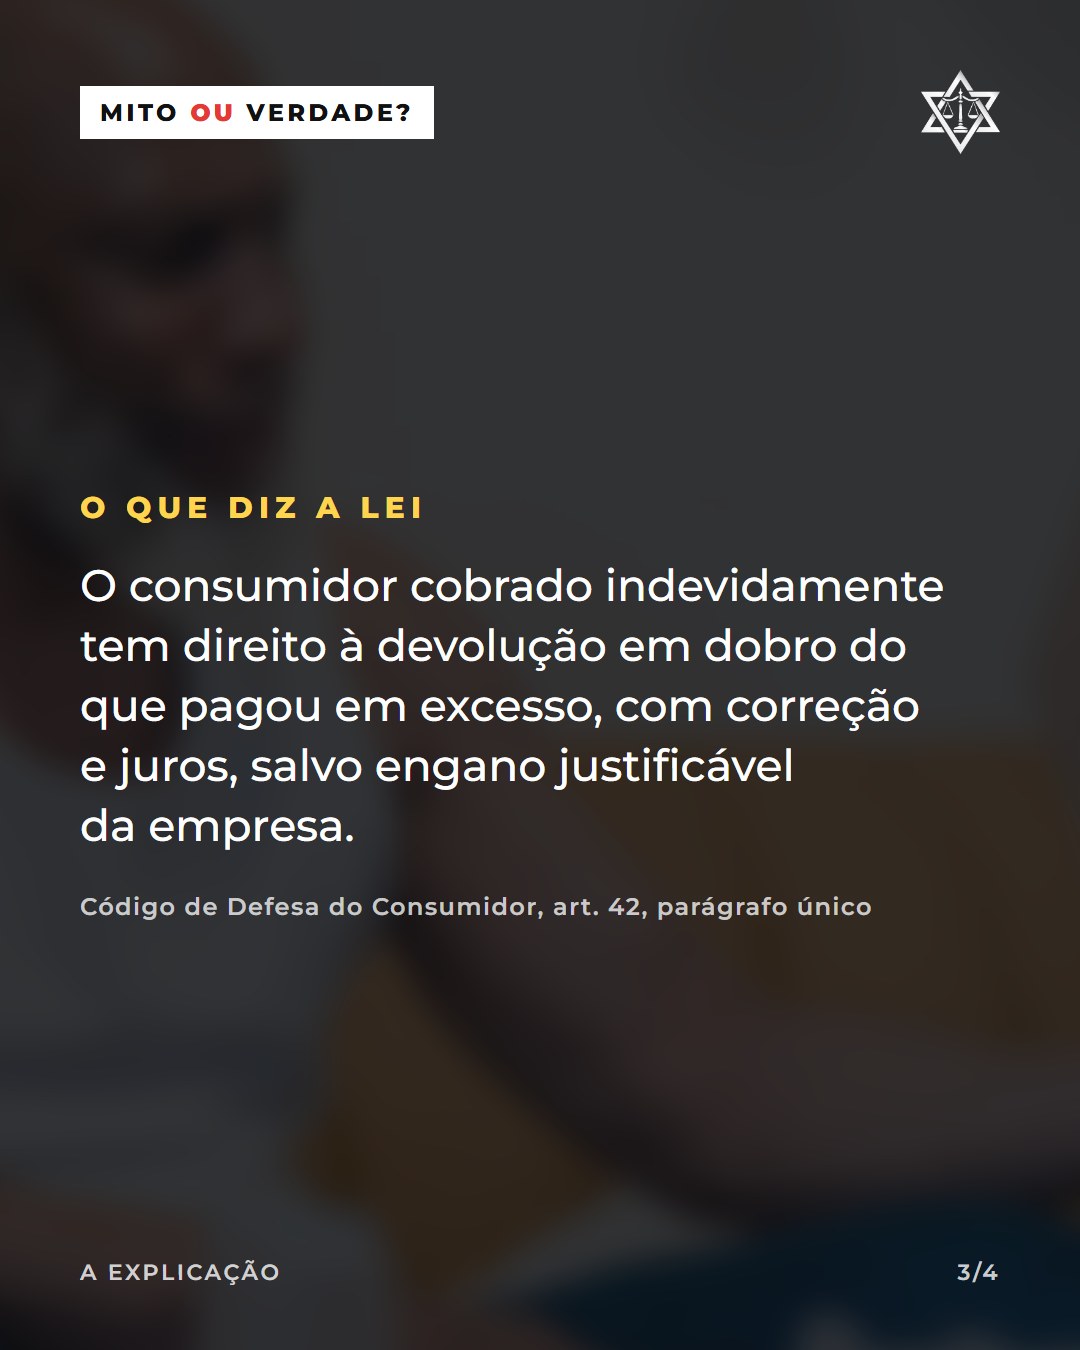 MITO OU VERDADE?
O QUE DIZ A LEI
O consumidor cobrado indevidamente
tem direito à devolução em dobro do
que pagou em excesso, com correção
e juros, salvo engano justificável
da empresa.
Código de Defesa do Consumidor, art. 42, parágrafo único
A EXPLICAÇÃO
3/4